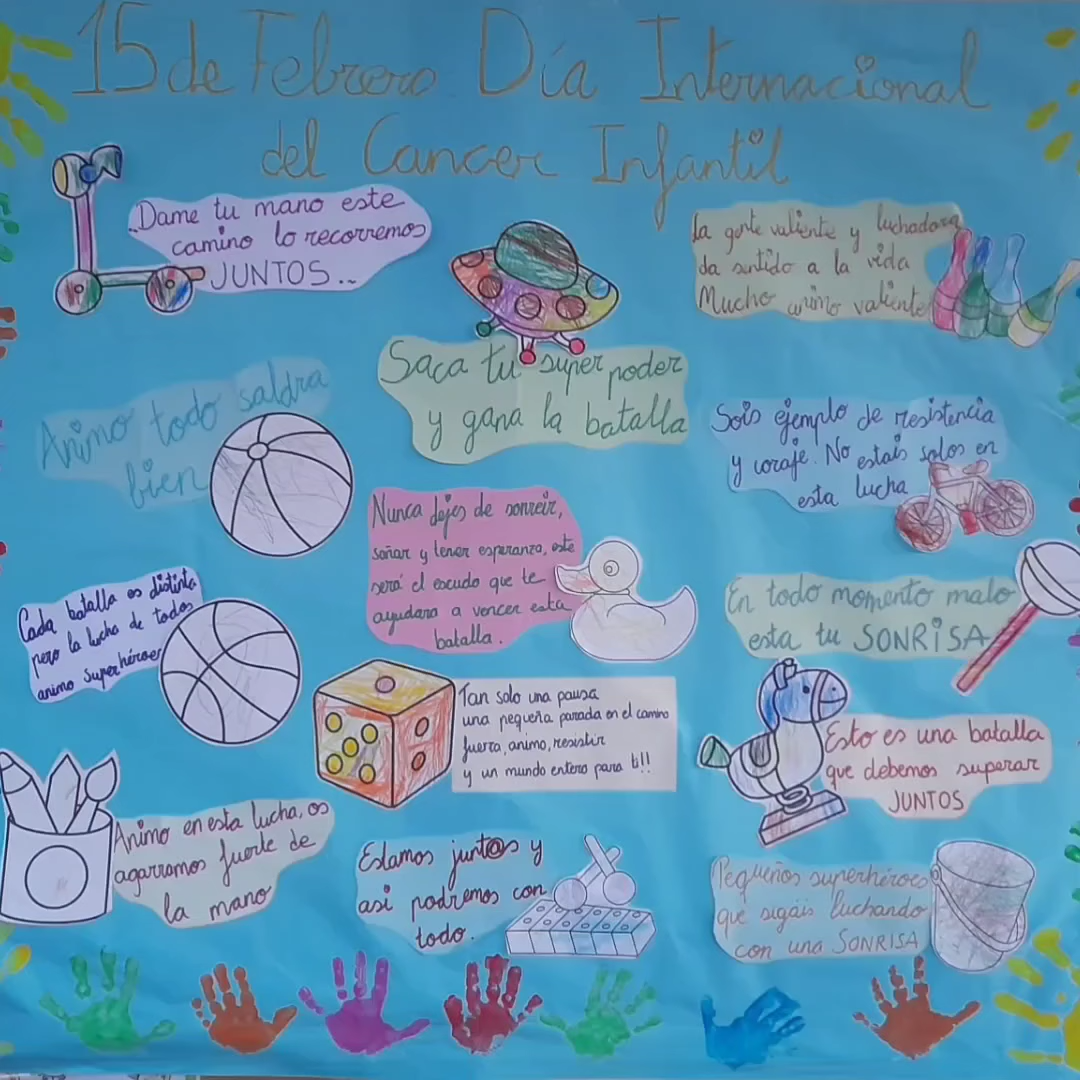 15 de Febrero Día Internacional
del Cancer Infantil
Dame tu mano este
camino lo recorremos
JUNTOS...
La gente valiente y luchadora
da sentido a la vida
Mucho animo valiente
Saca tu super poder
y gana la batalla
Animo todo saldra
bien
Sois ejemplo de resistencia
y coraje. No estais solos en
esta lucha
Nunca dejes de sonreir,
soñar y tener esperanza, este
será el escudo que te
ayudara a vencer esta
batalla.
Cada batalla es distinta
pero la lucha de todos
animo superhéroes
En todo momento malo
esta tu SONRISA
Tan solo una pausa
una pequeña parada en el camino
fuerza, animo, resistir
y un mundo entero para ti!!
Esto es una batalla
que debemos superar
JUNTOS
Animo en esta lucha, os
agarramos fuerte de
la mano
Estamos junt@s y
asi podremos con
todo.
Pequeños superhéroes
que sigáis luchando
con una SONRISA